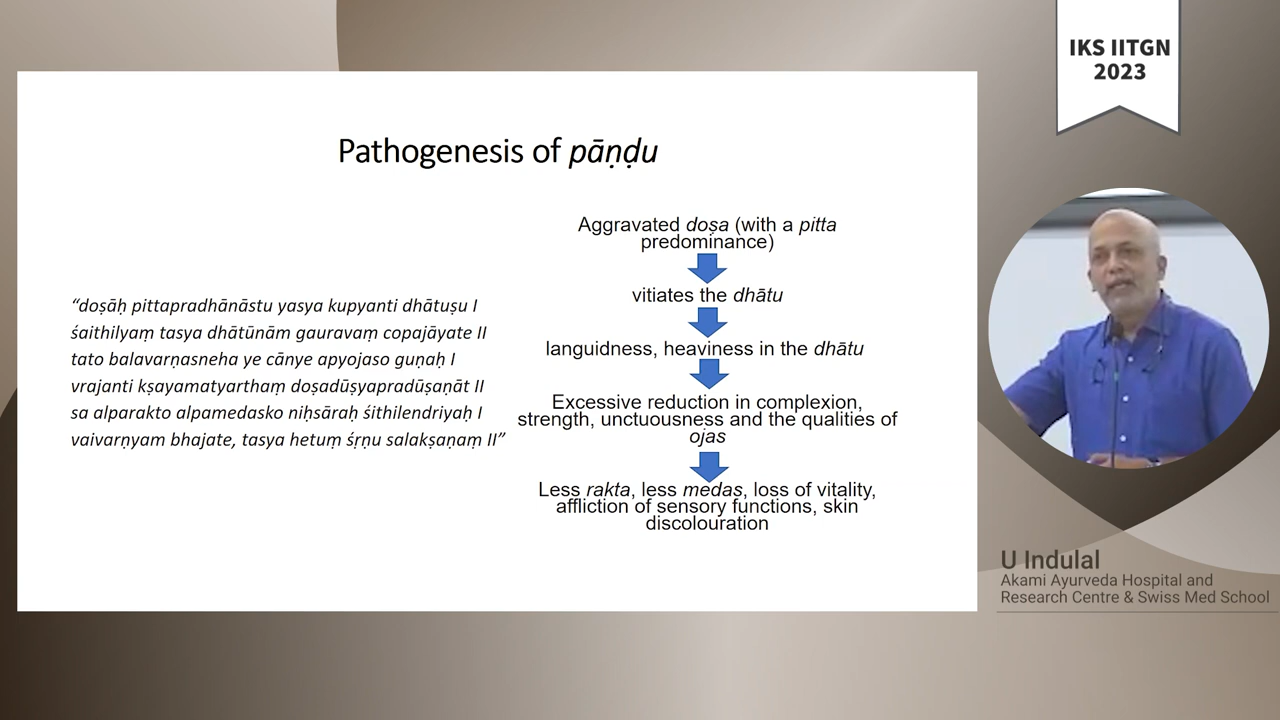 IKS IITGN
2023
Pathogenesis of pāṇḍu
“doṣāḥ pittapradhānāstu yasya kupyanti dhātuṣu I
śaithilyaṃ tasya dhātūnām gauravaṃ copajāyate II
tato balavarṇasneha ye cānye apyojaso guṇaḥ I
vrajanti kṣayamatyarthaṃ doṣadūṣyapradūṣaṇāt II
sa alparakto alpamedasko niḥsāraḥ śithilendriyaḥ I
vaivarṇyam bhajate, tasya hetuṃ śṛṇu salakṣaṇaṃ II”
Aggravated doṣa (with a pitta
predominance)
vitiates the dhātu
languidness, heaviness in the dhātu
Excessive reduction in complexion,
strength, unctuousness and the qualities of
ojas
Less rakta, less medas, loss of vitality,
affliction of sensory functions, skin
discolouration
U Indulal
Akami Ayurveda Hospital and
Research Centre & Swiss Med School